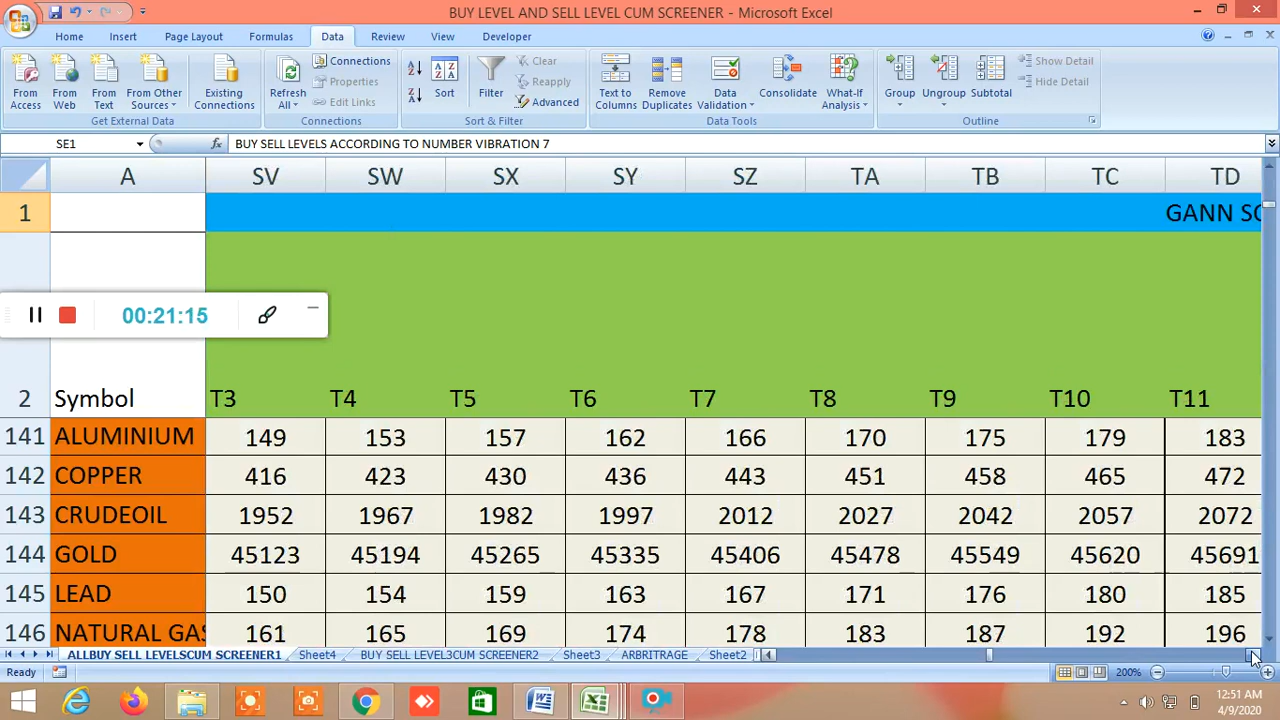 BUY LEVEL AND SELL LEVEL CUM SCREENER - Microsoft Excel
Home Insert Page Layout Formulas Data Review View Developer
From Access
From Web
From Text
From Other Sources
Existing Connections
Get External Data
Refresh All
Connections
Properties
Edit Links
Connections
Sort
Filter
Clear
Reapply
Advanced
Sort & Filter
Text to Columns
Remove Duplicates
Data Validation
Consolidate
What-If Analysis
Data Tools
Group
Ungroup
Subtotal
Show Detail
Hide Detail
Outline
SE1 fx BUY SELL LEVELS ACCORDING TO NUMBER VIBRATION 7
A SV SW SX SY SZ TA TB TC TD
1 GANN SC
00:21:15
2 Symbol T3 T4 T5 T6 T7 T8 T9 T10 T11
141 ALUMINIUM 149 153 157 162 166 170 175 179 183
142 COPPER 416 423 430 436 443 451 458 465 472
143 CRUDEOIL 1952 1967 1982 1997 2012 2027 2042 2057 2072
144 GOLD 45123 45194 45265 45335 45406 45478 45549 45620 45691
145 LEAD 150 154 159 163 167 171 176 180 185
146 NATURAL GAS 161 165 169 174 178 183 187 192 196
ALLBUY SELL LEVELSCUM SCREENER1 Sheet4 BUY SELL LEVEL3CUM SCREENER2 Sheet3 ARBRITRAGE Sheet2
Ready 200%
12:51 AM
4/9/2020